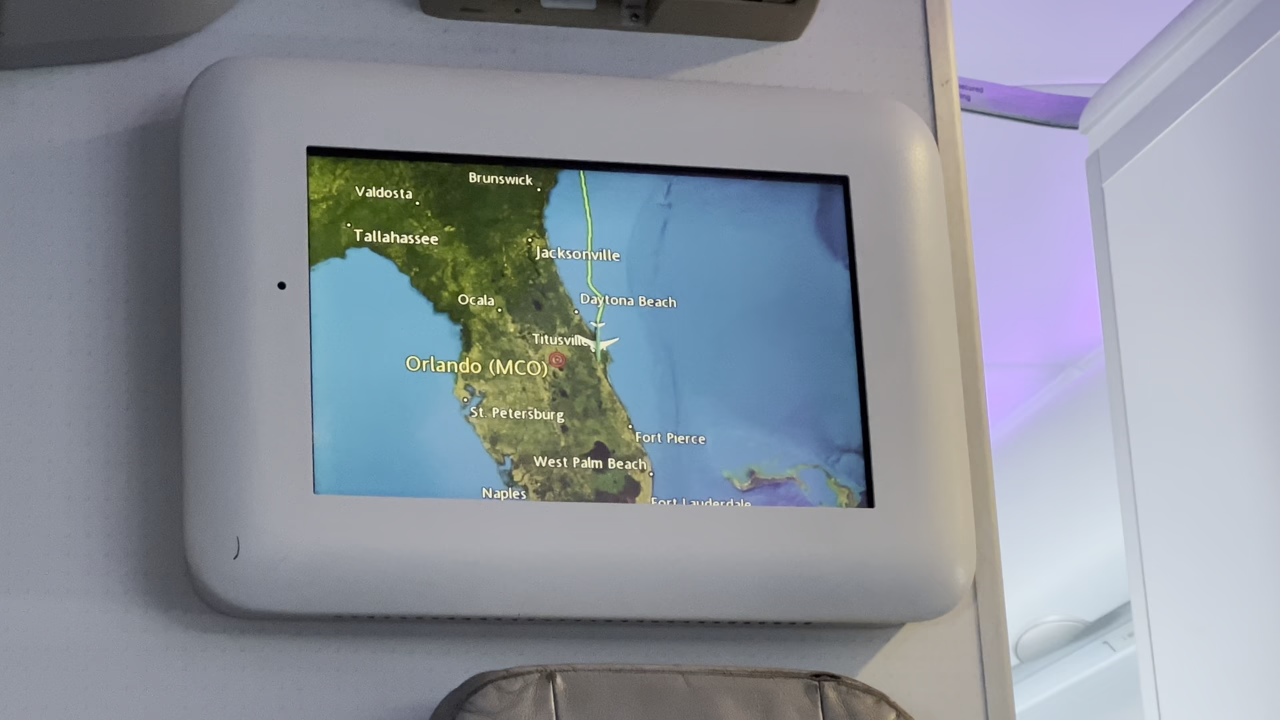 Brunswick
Valdosta
Tallahassee
Jacksonville
Ocala
Daytona Beach
Titusville
Orlando (MCO)
St. Petersburg
Fort Pierce
West Palm Beach
Naples
Fort Lauderdale